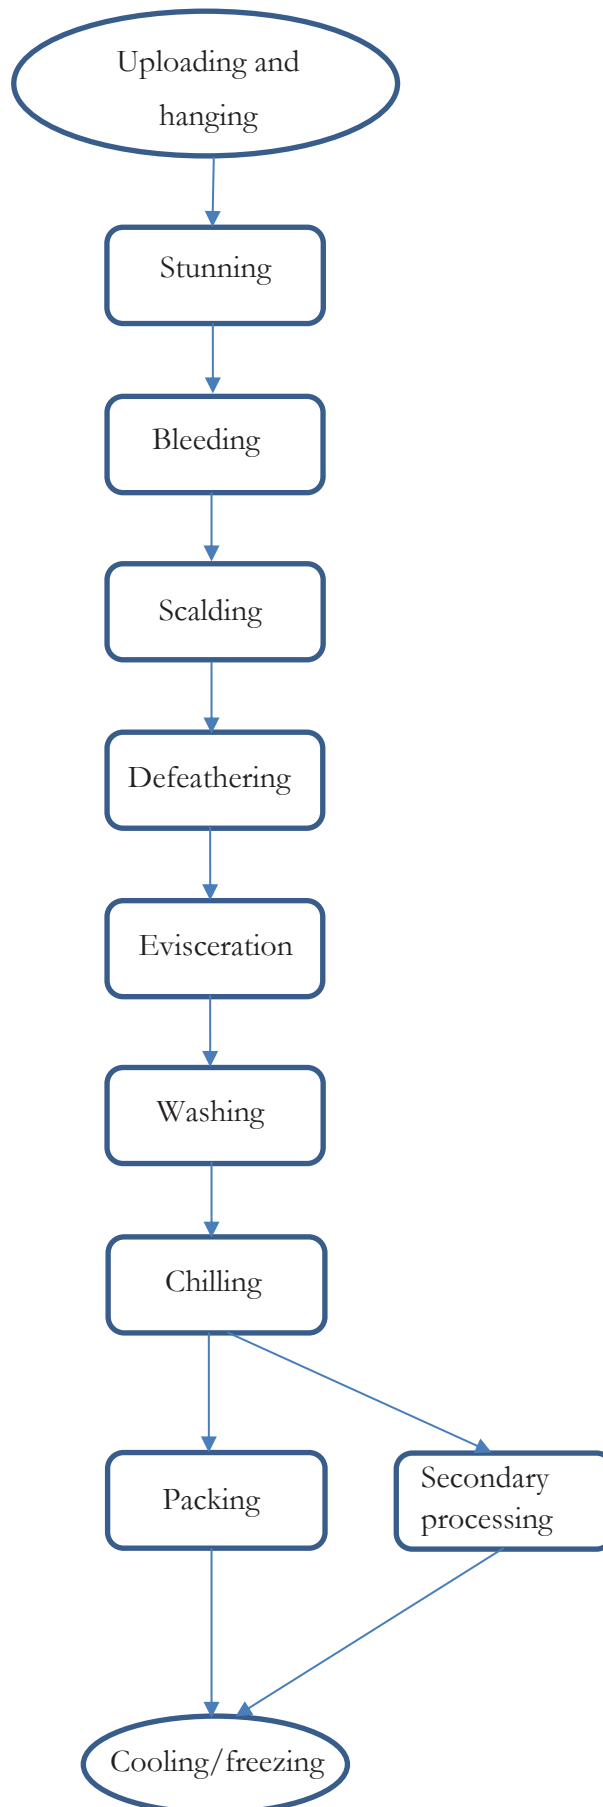 Uploading and
hanging
Stunning
Bleeding
Scalding
Defeathering
Evisceration
Washing
Chilling
Packing
Secondary
processing
Cooling/freezing